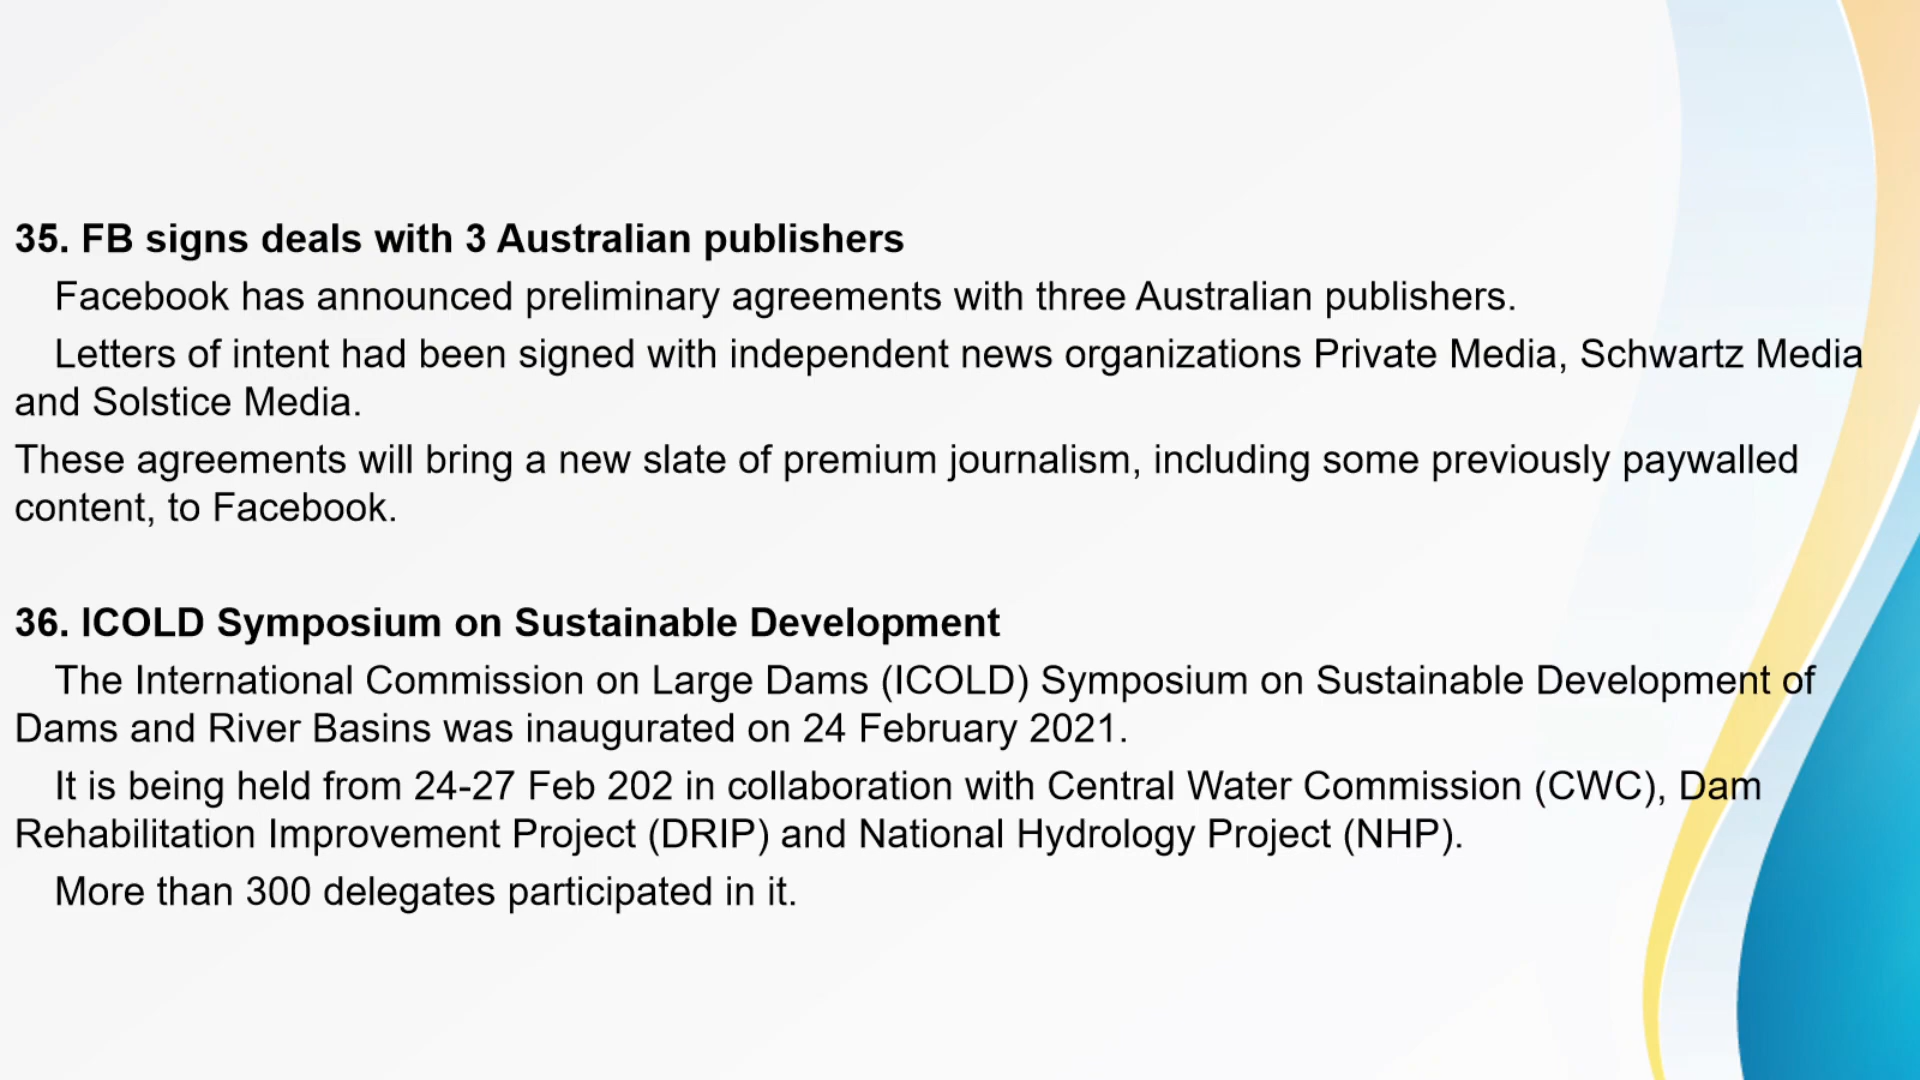 35. FB signs deals with 3 Australian publishers
Facebook has announced preliminary agreements with three Australian publishers.
Letters of intent had been signed with independent news organizations Private Media, Schwartz Media
and Solstice Media.
These agreements will bring a new slate of premium journalism, including some previously paywalled
content, to Facebook.
36. ICOLD Symposium on Sustainable Development
The International Commission on Large Dams (ICOLD) Symposium on Sustainable Development of
Dams and River Basins was inaugurated on 24 February 2021.
It is being held from 24-27 Feb 202 in collaboration with Central Water Commission (CWC), Dam
Rehabilitation Improvement Project (DRIP) and National Hydrology Project (NHP).
More than 300 delegates participated in it.